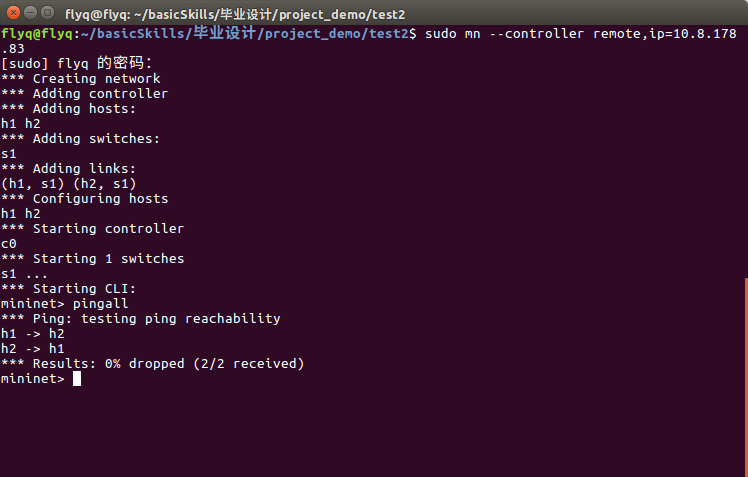 flyq@flyq: ~/basicSkills/毕业设计/project_demo/test2
flyq@flyq:~/basicSkills/毕业设计/project_demo/test2$ sudo mn --controller remote,ip=10.8.178
.83
[sudo] flyq 的密码：
*** Creating network
*** Adding controller
*** Adding hosts:
h1 h2
*** Adding switches:
s1
*** Adding links:
(h1, s1) (h2, s1)
*** Configuring hosts
h1 h2
*** Starting controller
c0
*** Starting 1 switches
s1 ...
*** Starting CLI:
mininet> pingall
*** Ping: testing ping reachability
h1 -> h2
h2 -> h1
*** Results: 0% dropped (2/2 received)
mininet>